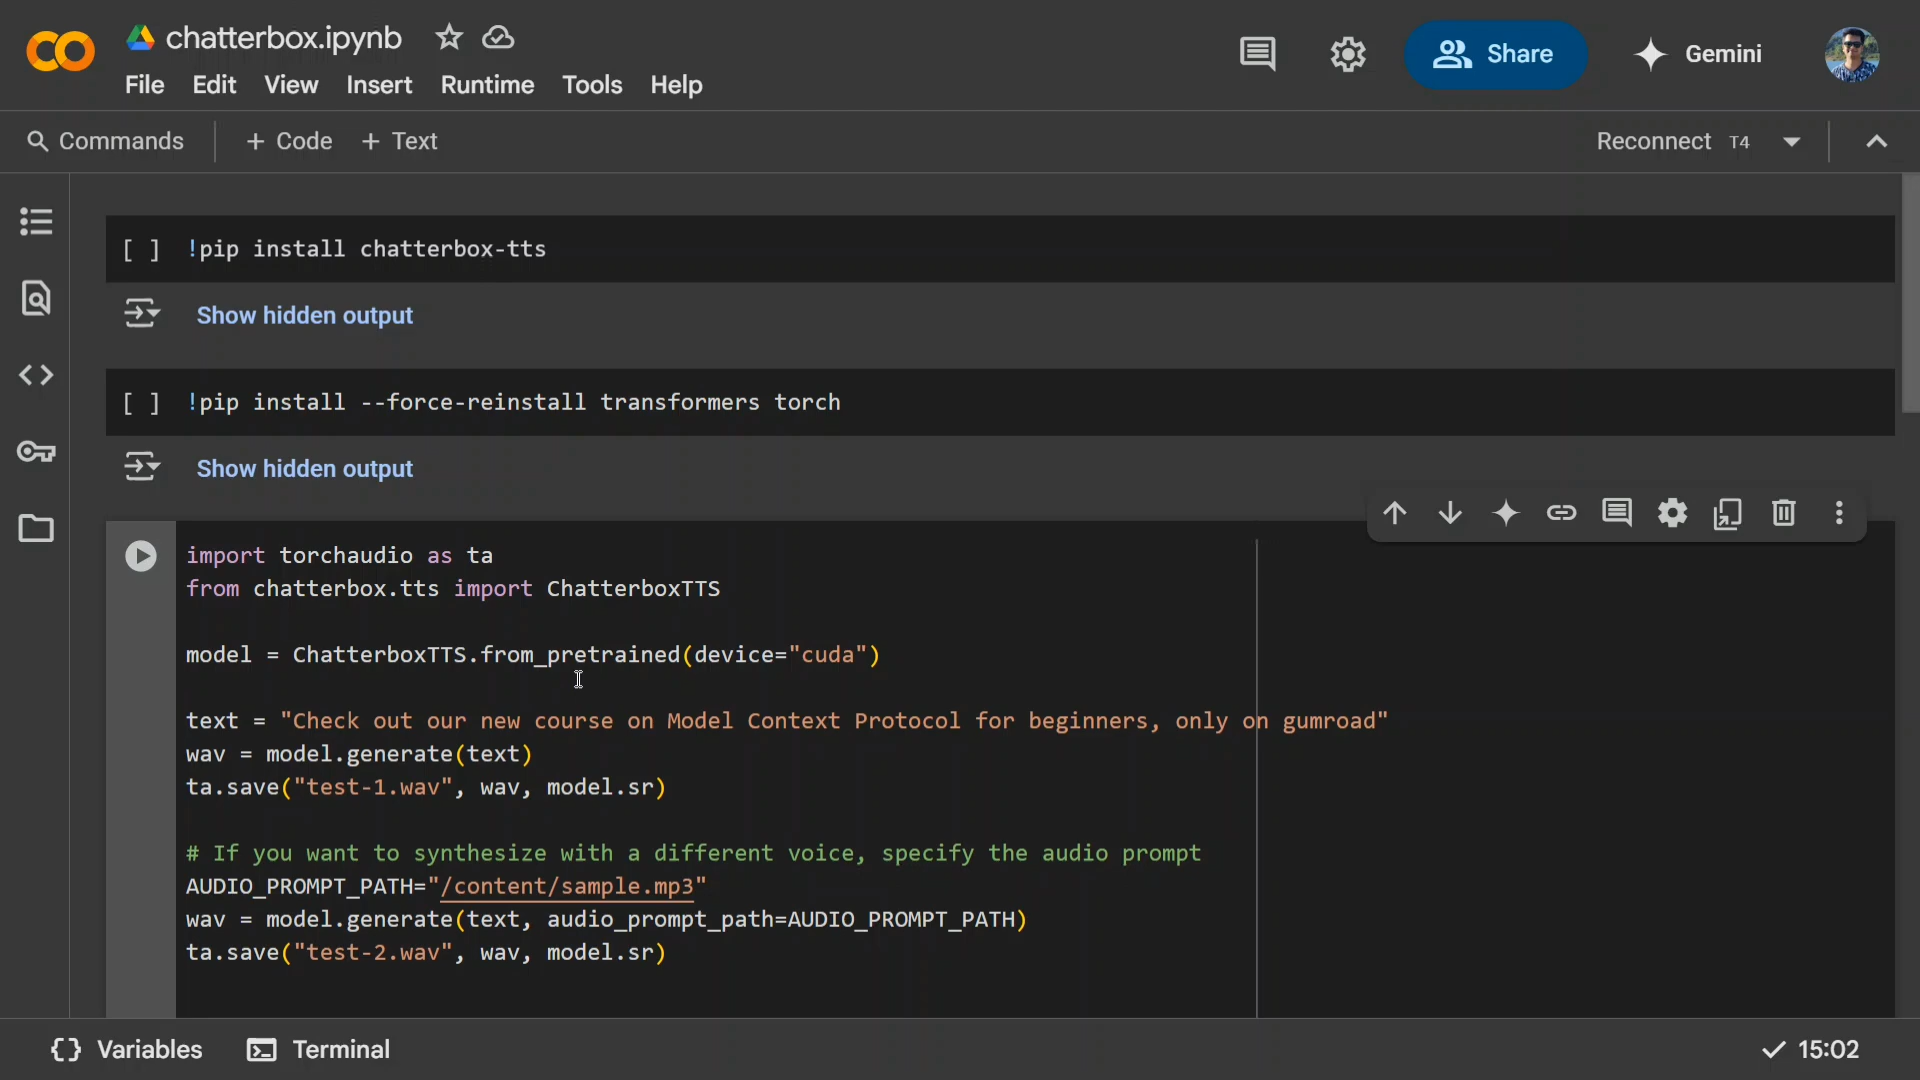 chatterbox.ipynb
File Edit View Insert Runtime Tools Help
Share
Gemini
Commands + Code + Text
Reconnect T4
[ ] !pip install chatterbox-tts
Show hidden output
[ ] !pip install --force-reinstall transformers torch
Show hidden output
import torchaudio as ta
from chatterbox.tts import ChatterboxTTS
model = ChatterboxTTS.from_pretrained(device="cuda")
text = "Check out our new course on Model Context Protocol for beginners, only on gumroad"
wav = model.generate(text)
ta.save("test-1.wav", wav, model.sr)
# If you want to synthesize with a different voice, specify the audio prompt
AUDIO_PROMPT_PATH="/content/sample.mp3"
wav = model.generate(text, audio_prompt_path=AUDIO_PROMPT_PATH)
ta.save("test-2.wav", wav, model.sr)
Variables Terminal
15:02